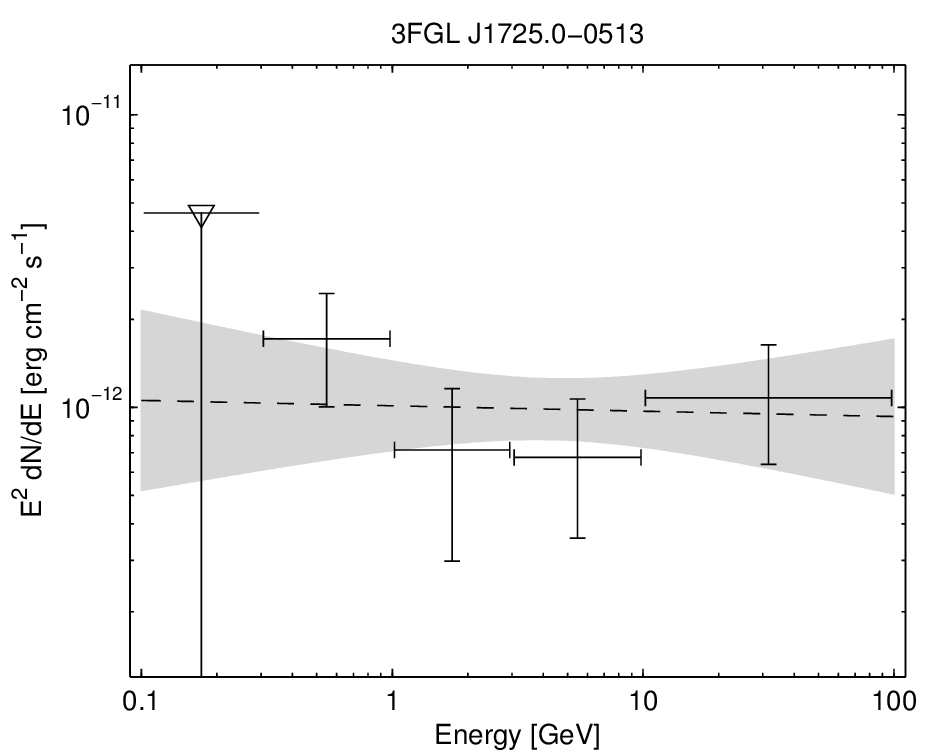 3FGL J1725.0−0513
10⁻¹¹
10⁻¹²
E² dN/dE [erg cm⁻² s⁻¹]
0.1 1 10 100
Energy [GeV]